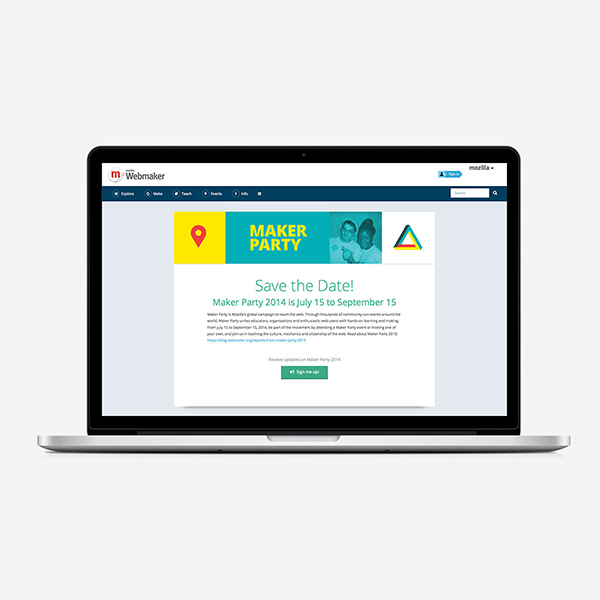 mozilla
m Webmaker
Sign in
mozilla
Explore Make Teach Events Info
Search
MAKER
PARTY
Save the Date!
Maker Party 2014 is July 15 to September 15
Maker Party is Mozilla's global campaign to teach the web. Through thousands of community-run events around the
world, Maker Party unites educators, organizations and enthusiastic web users with hands-on learning and making.
From July 15 to September 15, 2014, be part of the movement by attending a Maker Party event or hosting one of
your own, and join us in teaching the culture, mechanics and citizenship of the web. Read about Maker Party 2013:
https://blog.webmaker.org/reports-from-maker-party-2013
Receive updates on Maker Party 2014
Sign me up!